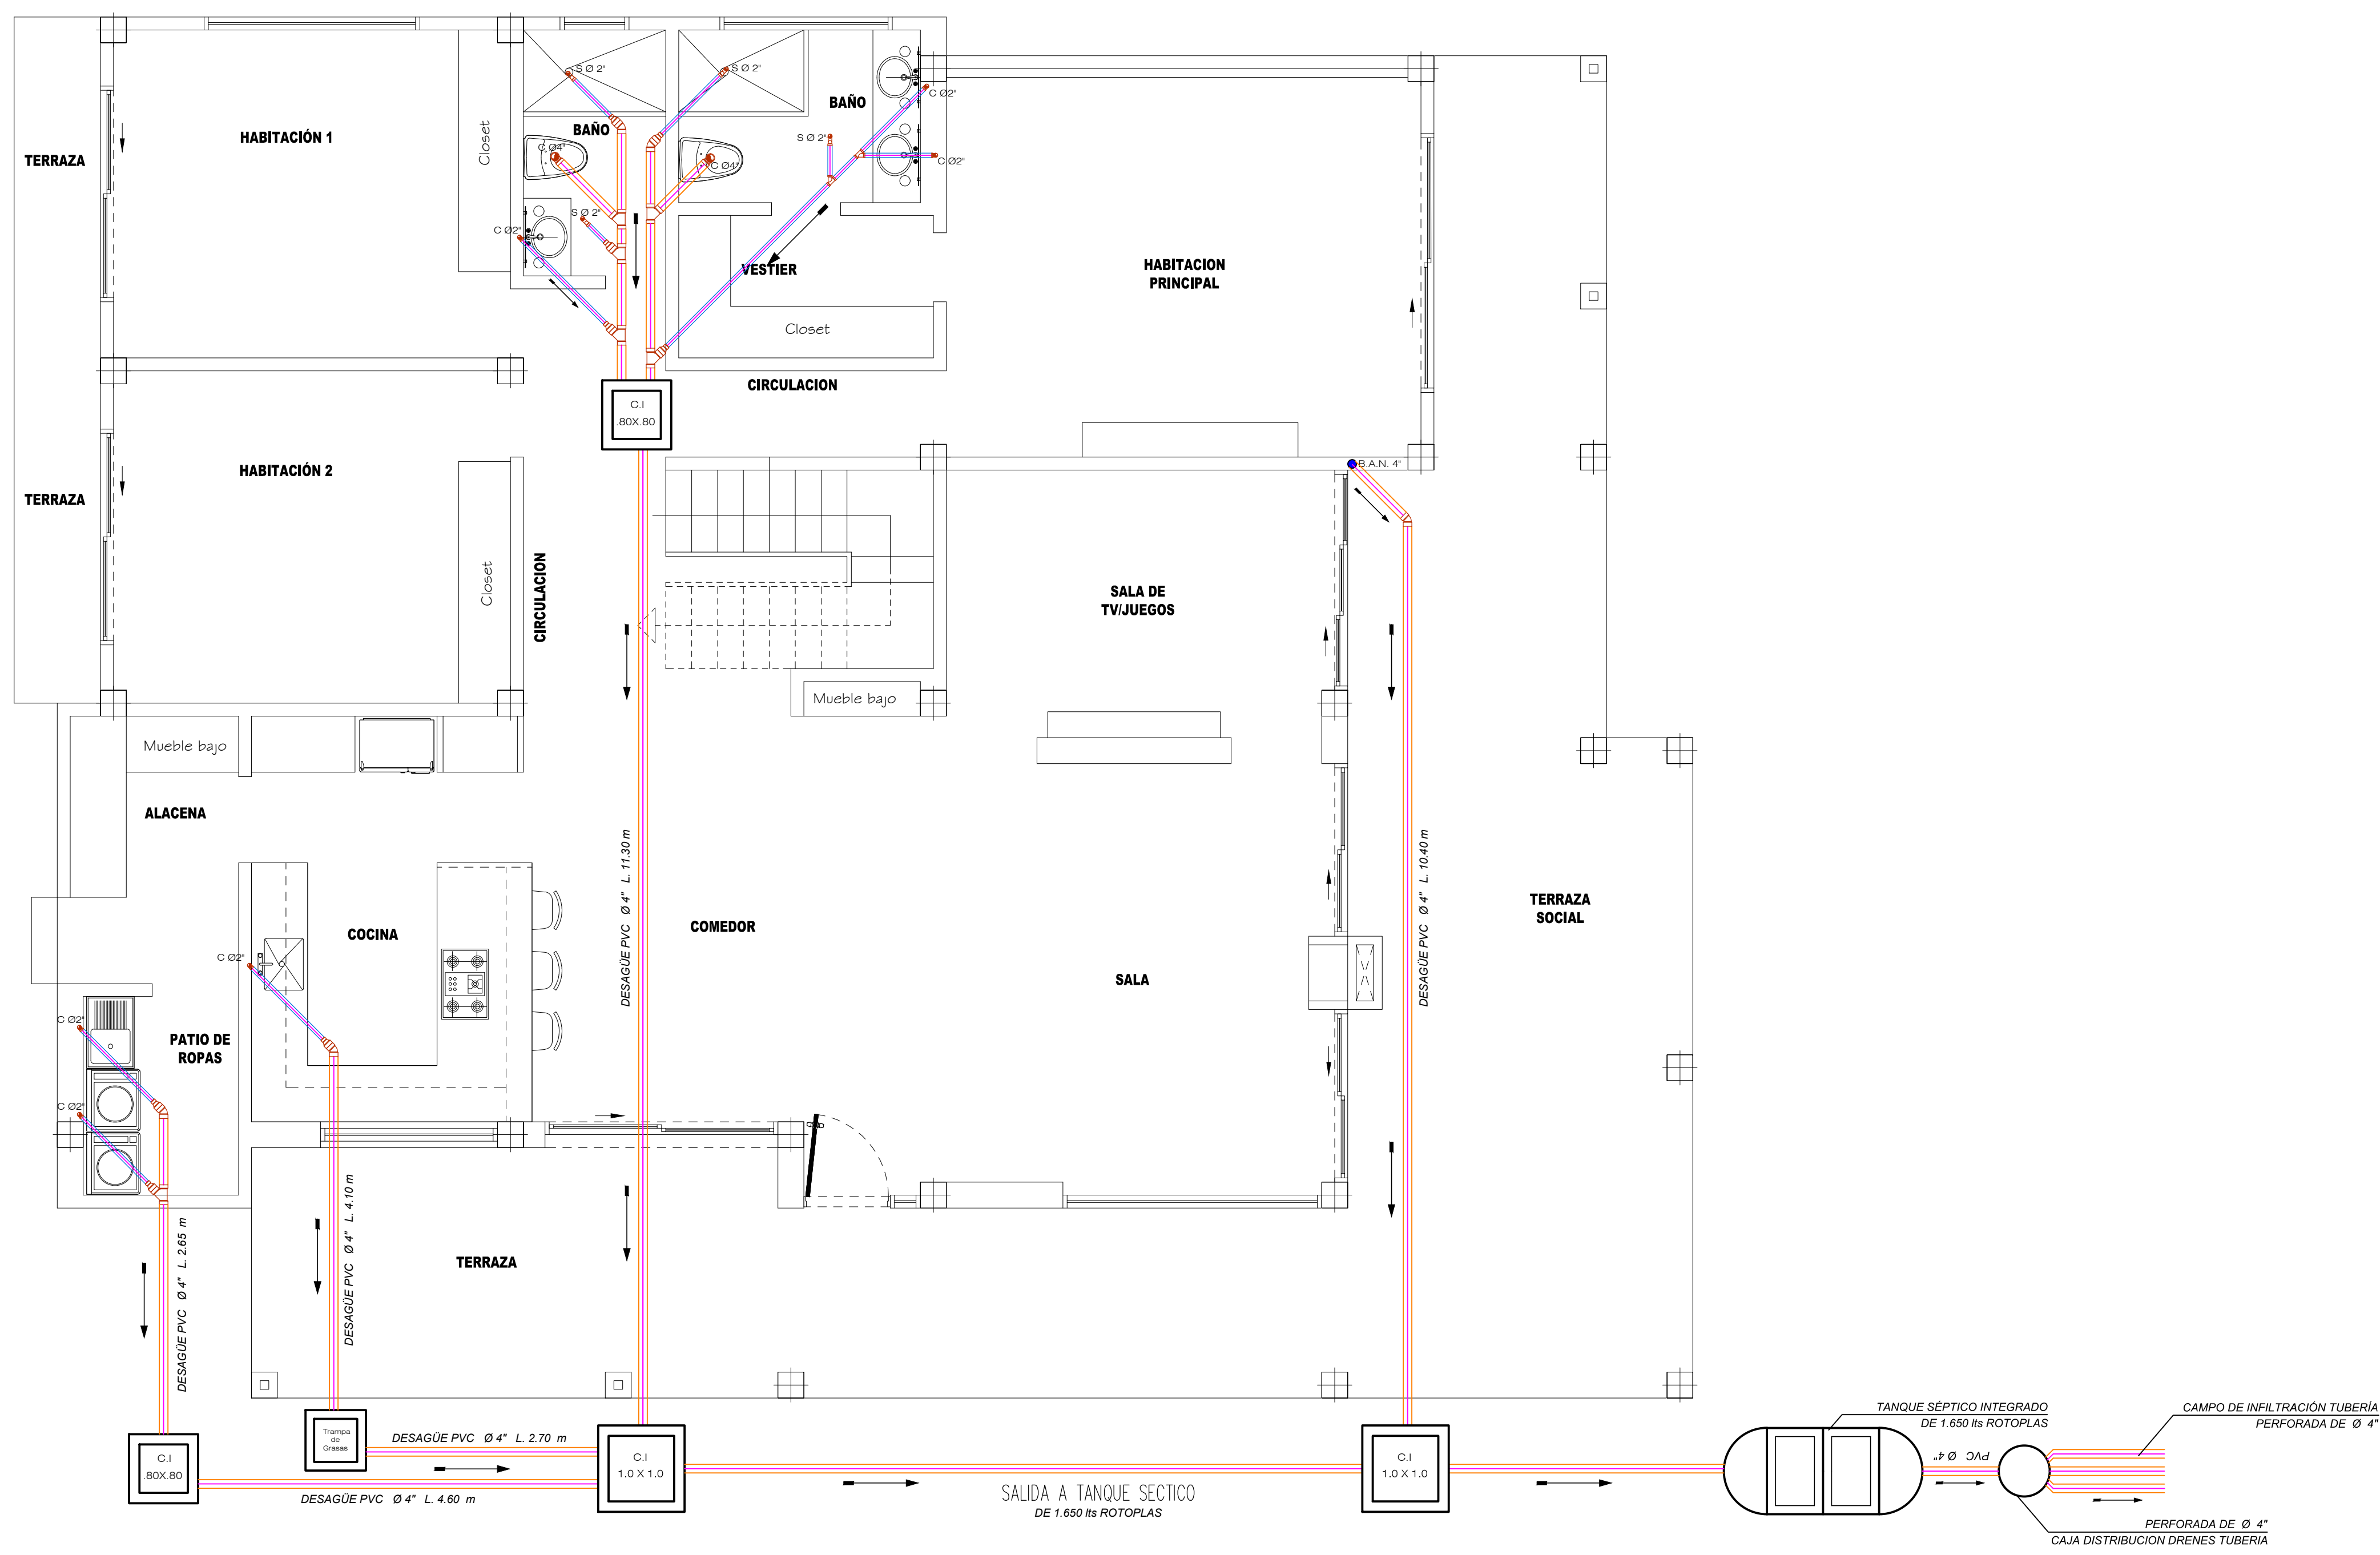 S Ø 2"
S Ø 2"
C Ø2"
BAÑO
BAÑO
HABITACIÓN 1
Closet
S Ø 2"
TERRAZA
C Ø4"
C Ø4"
C Ø2"
S Ø 2"
C Ø2"
VESTIER
HABITACION
PRINCIPAL
Closet
CIRCULACION
C.I
.80X.80
HABITACIÓN 2
B.A.N. 4"
TERRAZA
Closet
CIRCULACION
SALA DE
TV/JUEGOS
Mueble bajo
Mueble bajo
ALACENA
DESAGÜE PVC Ø 4" L. 11.30 m
DESAGÜE PVC Ø 4" L. 10.40 m
TERRAZA
SOCIAL
COCINA
COMEDOR
C Ø2"
SALA
C Ø2"
PATIO DE
ROPAS
C Ø2"
DESAGÜE PVC Ø 4" L. 4.10 m
DESAGÜE PVC Ø 4" L. 2.65 m
TERRAZA
TANQUE SÉPTICO INTEGRADO
DE 1.650 lts ROTOPLAS
CAMPO DE INFILTRACIÓN TUBERÍA
PERFORADA DE Ø 4"
Trampa
de
Grasas
DESAGÜE PVC Ø 4" L. 2.70 m
C.I
.80X.80
C.I
1.0 X 1.0
C.I
1.0 X 1.0
PVC Ø 4"
DESAGÜE PVC Ø 4" L. 4.60 m
SALIDA A TANQUE SECTICO
DE 1.650 lts ROTOPLAS
PERFORADA DE Ø 4"
CAJA DISTRIBUCION DRENES TUBERIA